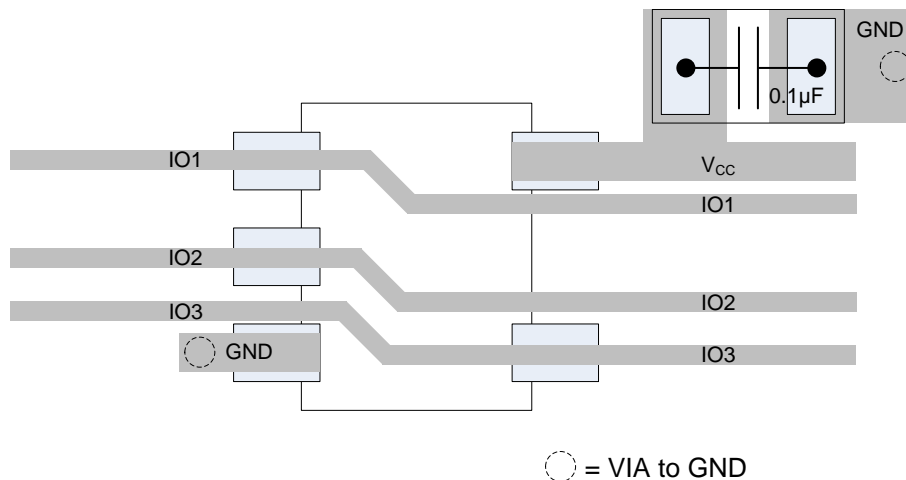 GND
0.1µF
IO1
VCC
IO1
IO2
IO2
IO3
GND
IO3
= VIA to GND